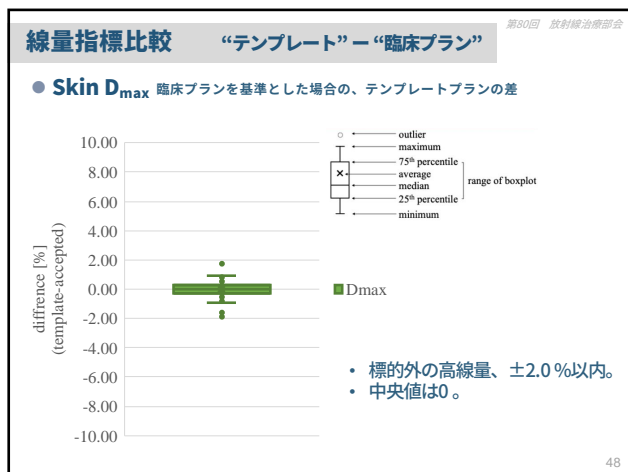 第80回 放射線治療部会
線量指標比較 “テンプレート” ー “臨床プラン”
Skin Dmax 臨床プランを基準とした場合の、テンプレートプランの差
10.00
8.00
6.00
4.00
2.00
0.00
-2.00
-4.00
-6.00
-8.00
-10.00
diffrence [%]
(template-accepted)
outlier
maximum
75th percentile
average
median
25th percentile
minimum
range of boxplot
Dmax
• 標的外の高線量、±2.0 %以内。
• 中央値は0 。
48